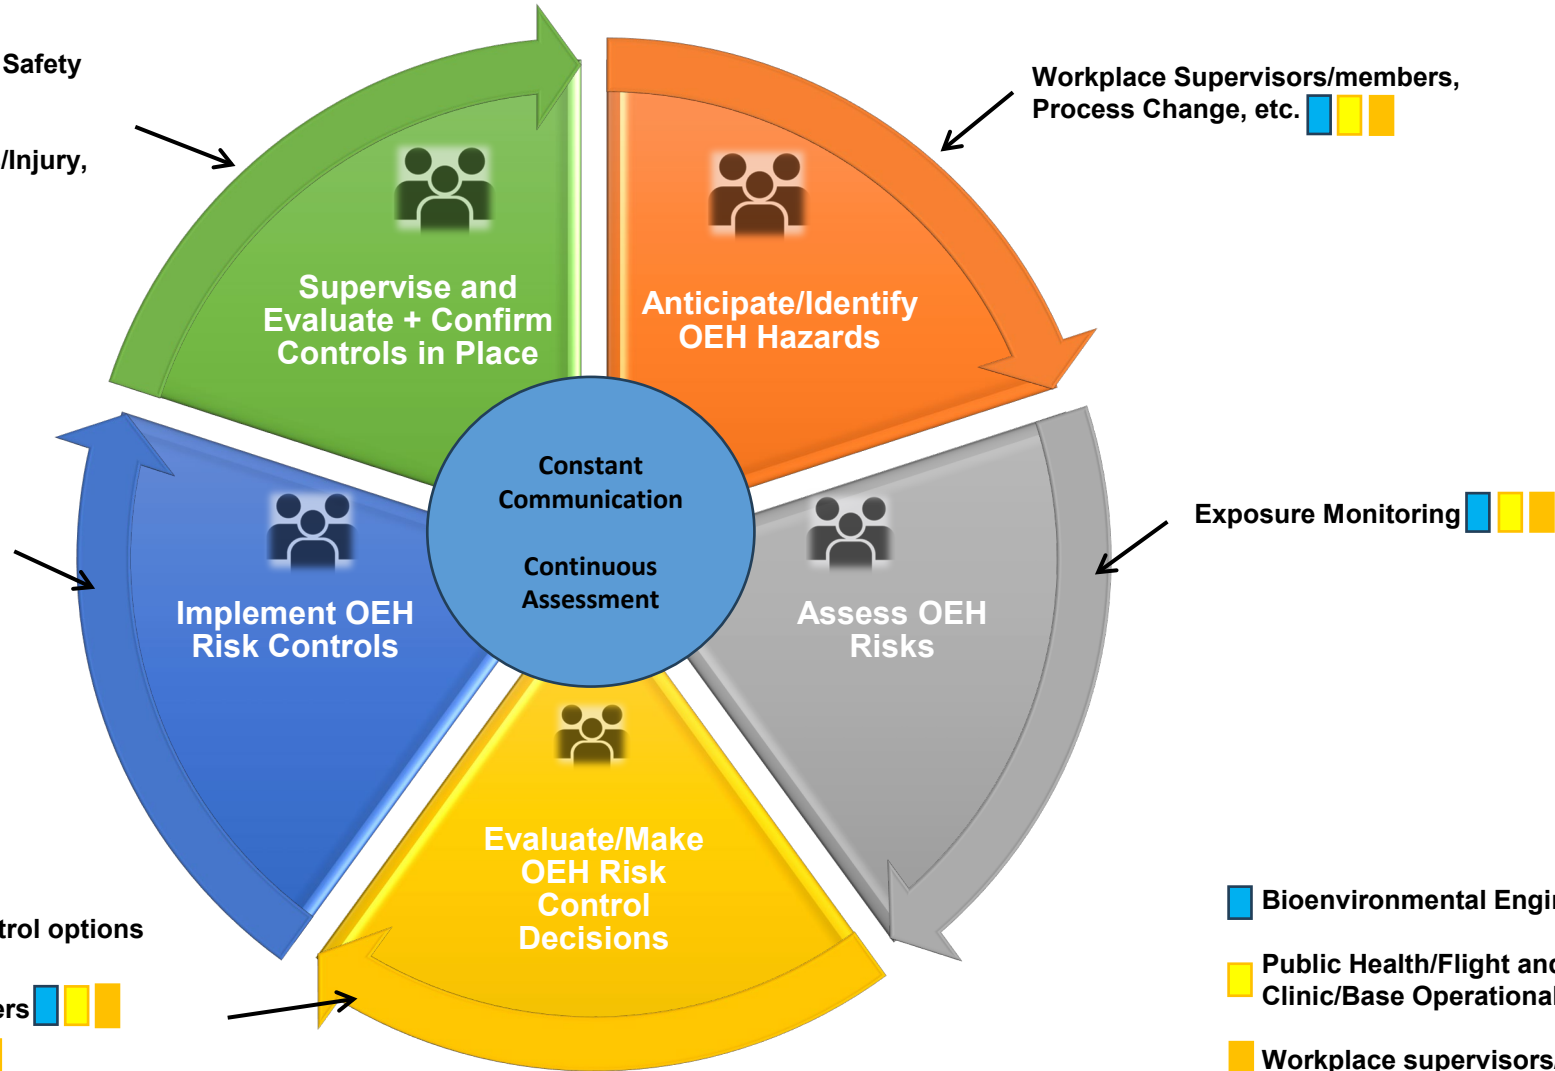 Safety
/Injury,
Workplace Supervisors/members,
Process Change, etc.
Supervise and
Evaluate + Confirm
Controls in Place
Anticipate/Identify
OEH Hazards
Constant
Communication
Continuous
Assessment
Exposure Monitoring
Implement OEH
Risk Controls
Assess OEH
Risks
Evaluate/Make
OEH Risk
Control
Decisions
trol options
ers
Bioenvironmental Engi
Public Health/Flight and
Clinic/Base Operational
Workplace supervisors